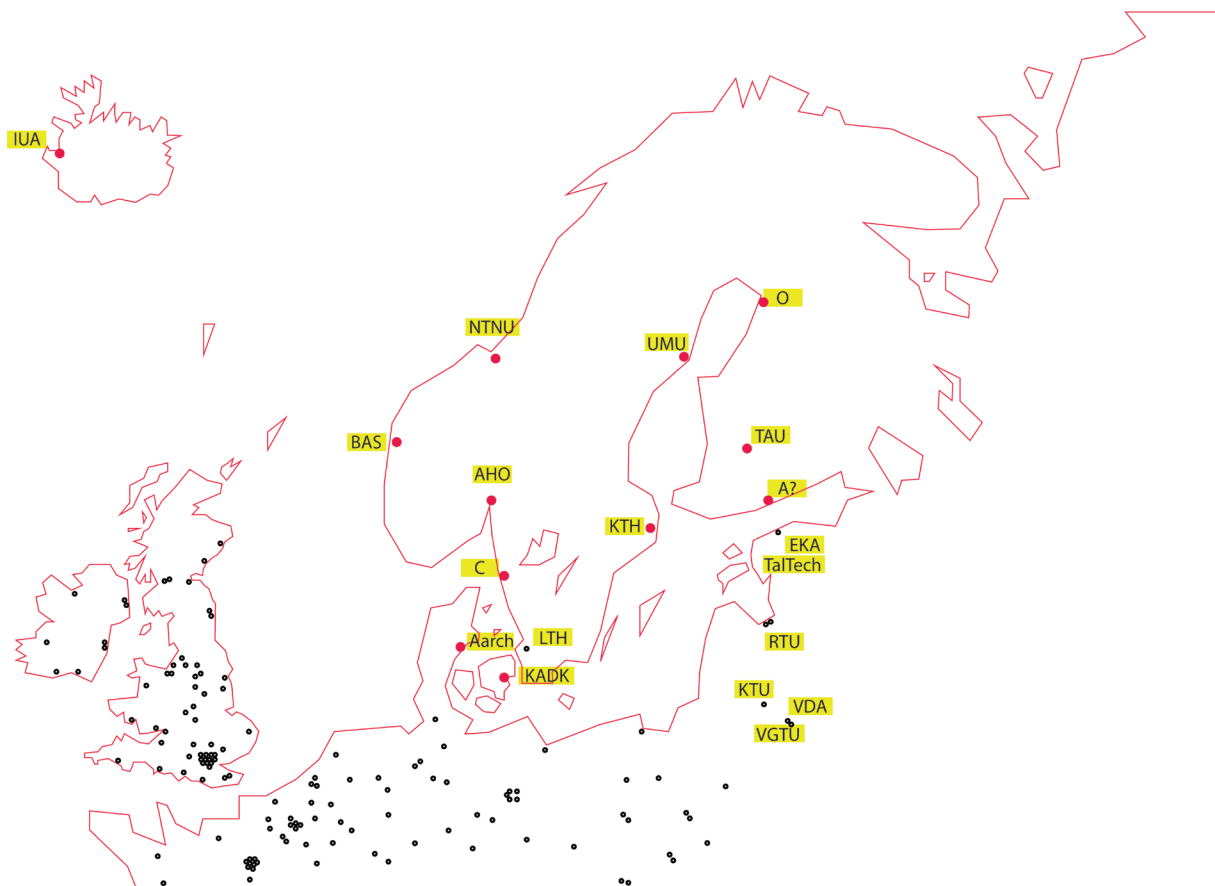 IUA
O
NTNU
UMU
BAS
TAU
AHO
A?
KTH
EKA
C
TalTech
Aarch
LTH
RTU
KADK
KTU
VDA
VGTU